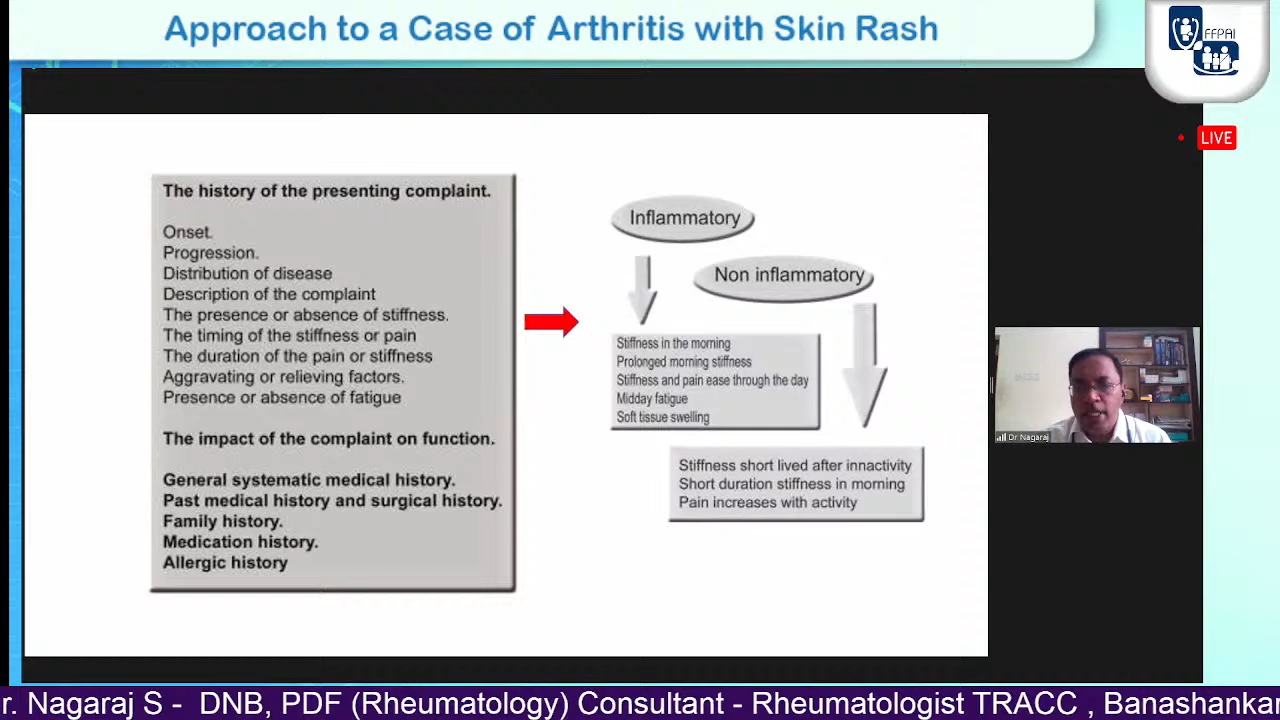 Approach to a Case of Arthritis with Skin Rash
FFPAI
LIVE
The history of the presenting complaint.
Onset.
Progression.
Distribution of disease
Description of the complaint
The presence or absence of stiffness.
The timing of the stiffness or pain
The duration of the pain or stiffness
Aggravating or relieving factors.
Presence or absence of fatigue
The impact of the complaint on function.
General systematic medical history.
Past medical history and surgical history.
Family history.
Medication history.
Allergic history
Inflammatory
Non inflammatory
Stiffness in the morning
Prolonged morning stiffness
Stiffness and pain ease through the day
Midday fatigue
Soft tissue swelling
Stiffness short lived after innactivity
Short duration stiffness in morning
Pain increases with activity
Dr Nagaraj
r. Nagaraj S - DNB, PDF (Rheumatology) Consultant - Rheumatologist TRACC , Banashankar